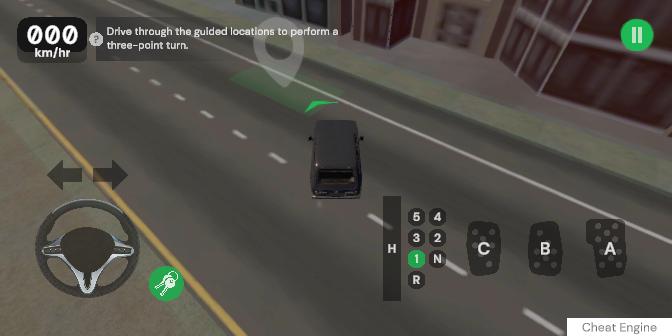 000
km/hr
? Drive through the guided locations to perform a
three-point turn.
H
5 4
3 2
1 N
R
C B A
Cheat Engine